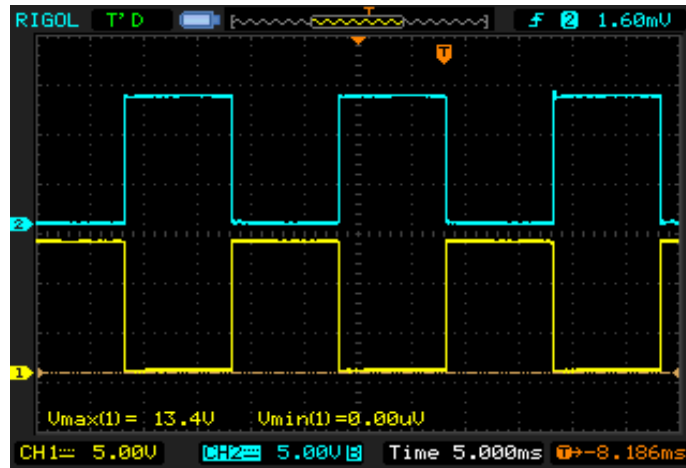 RIGOL T'D T f 2 1.60mV
T
2
1
Vmax(1)= 13.4V Vmin(1)=0.00uV
CH1 5.00V CH2 5.00V B Time 5.000ms T→-8.186ms